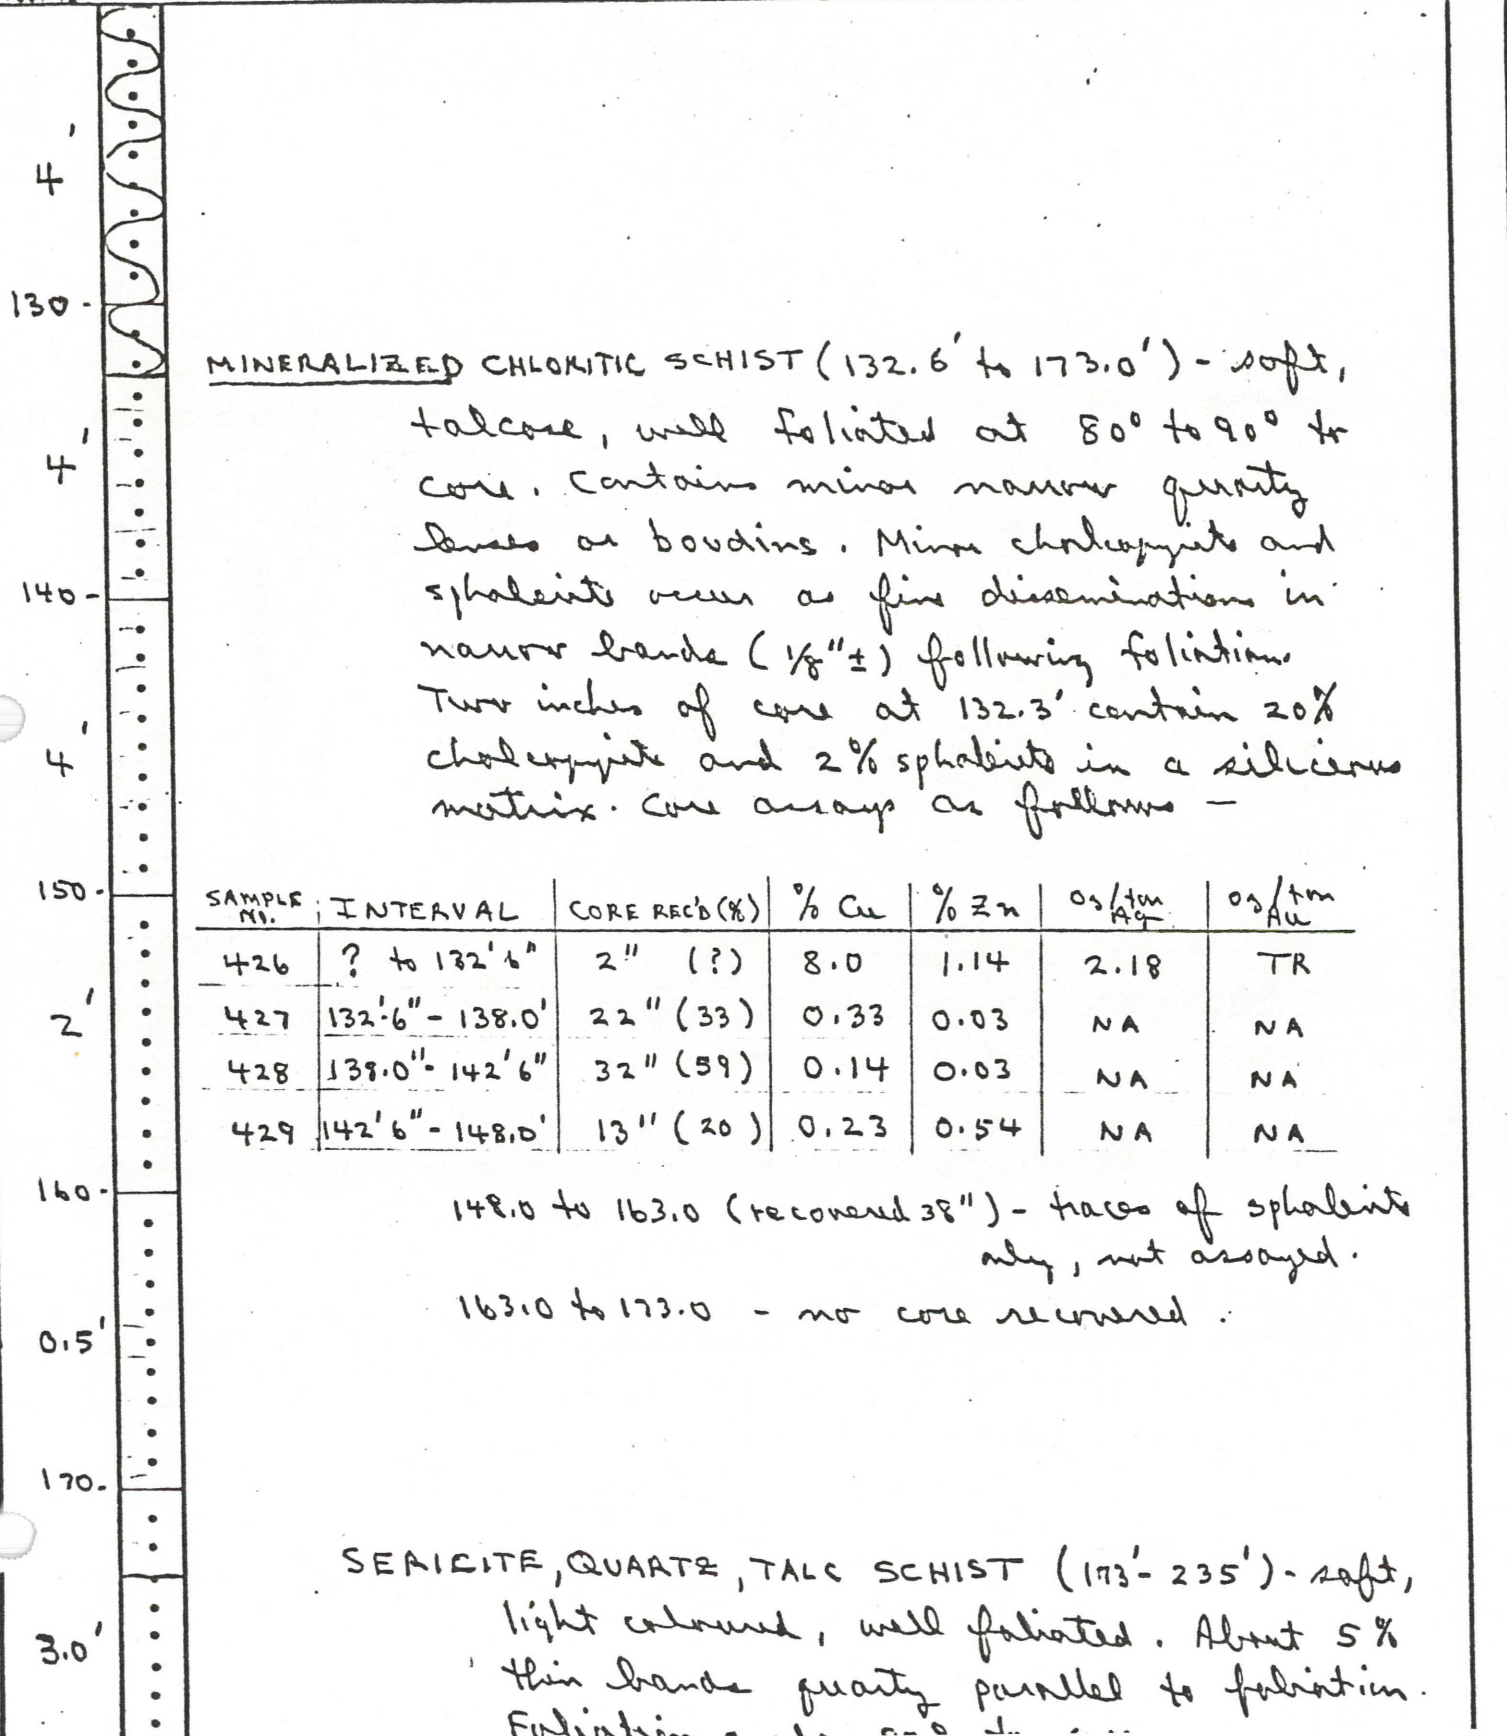 4'
130 -
MINERALIZED CHLORITIC SCHIST (132.6' to 173.0') - soft,
talcose, well foliated at 80° to 90° to
4'
core. Contains minor narrow quartz
lenses or boudins. Minor chalcopyrite and
140 -
sphalerite occur as fine disseminations in
narrow bands (1/8"±) following foliation.
Two inches of core at 132.3' contain 20%
4'
chalcopyrite and 2% sphalerite in a silicious
matrix. Core assays as follows —
150 -
SAMPLE NO. | INTERVAL | CORE REC'D (%) | % Cu | % Zn | oz/ton Ag | oz/ton Au
426 | ? to 132'6" | 2" (?) | 8.0 | 1.14 | 2.18 | TR
2'
427 | 132'6" - 138.0' | 22" (33) | 0.33 | 0.03 | NA | NA
428 | 138.0" - 142'6" | 32" (59) | 0.14 | 0.03 | NA | NA
429 | 142'6" - 148.0' | 13" (20) | 0.23 | 0.54 | NA | NA
160 -
148.0 to 163.0 (recovered 38") - traces of sphalerite
only, not assayed.
163.0 to 173.0 - no core recovered.
0.5'
170 -
SERICITE, QUARTZ, TALC SCHIST (173' - 235') - soft,
light coloured, well foliated. About 5%
3.0'
thin bands quartz parallel to foliation.
Foliation